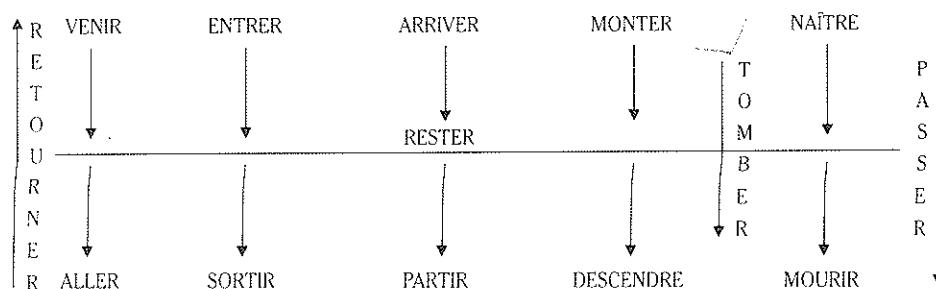 RETOURNER
VENIR ENTRER ARRIVER MONTER NAÎTRE
TOMBER
PASSER
RESTER
ALLER SORTIR PARTIR DESCENDRE MOURIR